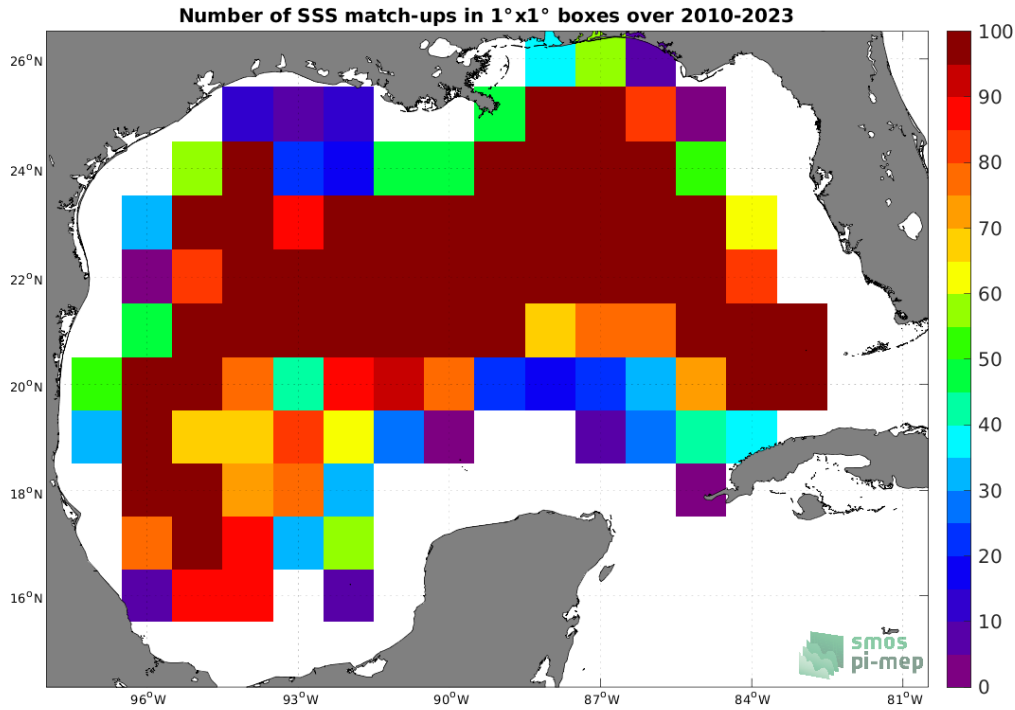 Number of SSS match-ups in 1°x1° boxes over 2010-2023
26°N
24°N
22°N
20°N
18°N
16°N
96°W
93°W
90°W
87°W
84°W
81°W
100
90
80
70
60
50
40
30
20
10
0
smos
pi-mep